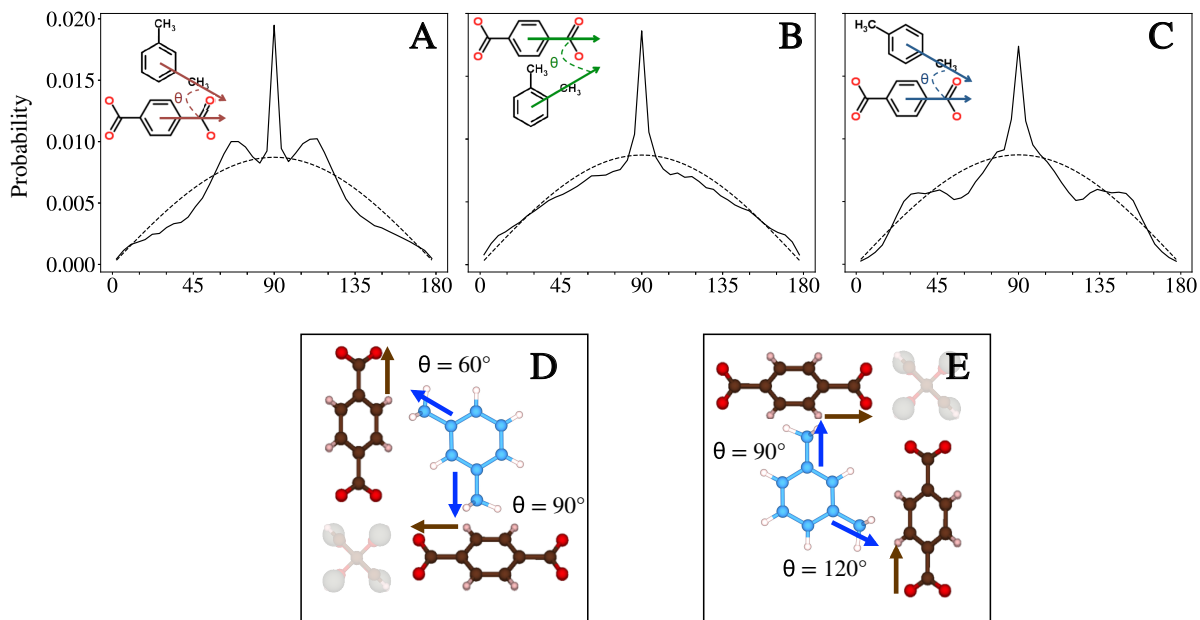 Probability
0.020
0.015
0.010
0.005
0.000
A
CH₃
CH₃
θ
O
O
O
O
0
45
90
135
180
B
O
O
O
O
θ
CH₃
CH₃
0
45
90
135
180
C
H₃C
CH₃
θ
O
O
O
O
0
45
90
135
180
D
θ = 60°
θ = 90°
E
θ = 90°
θ = 120°